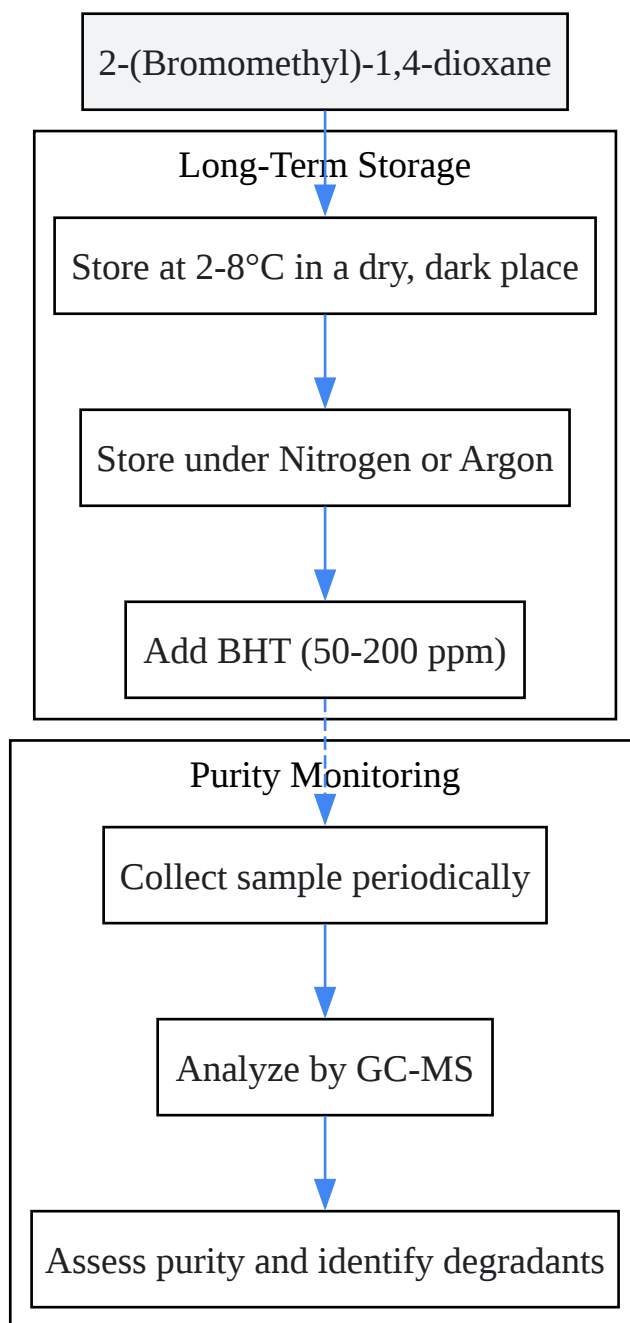 2-(Bromomethyl)-1,4-dioxane
Long-Term Storage
Store at 2-8°C in a dry, dark place
Store under Nitrogen or Argon
Add BHT (50-200 ppm)
Purity Monitoring
Collect sample periodically
Analyze by GC-MS
Assess purity and identify degradants